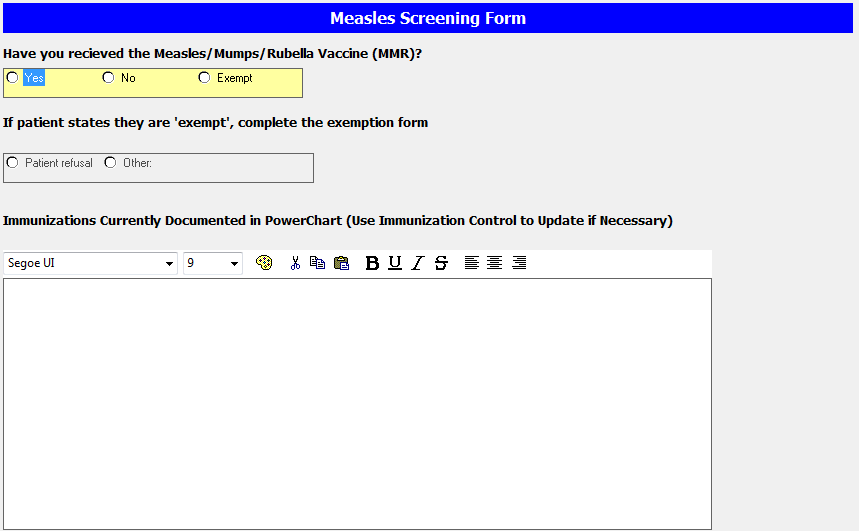 Measles Screening Form
Have you recieved the Measles/Mumps/Rubella Vaccine (MMR)?
Yes No Exempt
If patient states they are 'exempt', complete the exemption form
Patient refusal Other:
Immunizations Currently Documented in PowerChart (Use Immunization Control to Update if Necessary)
Segoe UI 9 B U I S